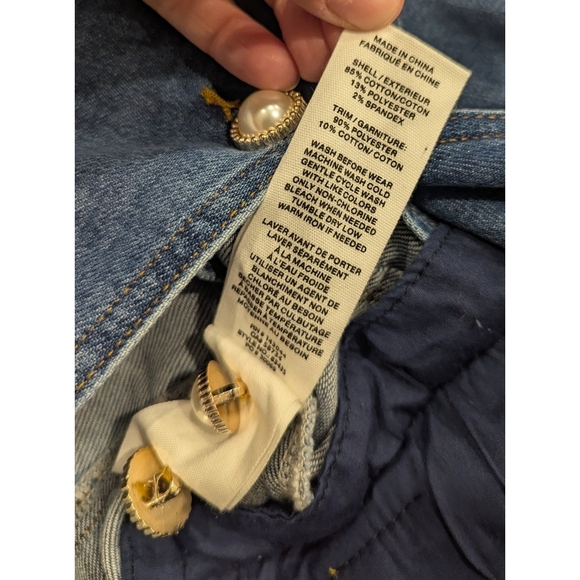 MADE IN CHINA
FABRIQUÉ EN CHINE
SHELL / EXTERIEUR
85% COTTON/COTON
13% POLYESTER
2% SPANDEX
TRIM / GARNITURE:
90% POLYESTER
10% COTTON/ COTON
WASH BEFORE WEAR
MACHINE WASH COLD
GENTLE CYCLE WASH
WITH LIKE COLORS
ONLY NON-CHLORINE
BLEACH WHEN NEEDED
TUMBLE DRY LOW
WARM IRON IF NEEDED
LAVER AVANT DE PORTER
LAVER SÉPARÉMENT
À LA MACHINE
À L'EAU FROIDE
UTILISER UN AGENT DE
BLANCHIMENT NON
CHLORÉ AU BESOIN
SÉCHER PAR CULBUTAGE
À BASSE TEMPÉRATURE
REPASSAGE TEMPÉRATURE
MOYENNE AU BESOIN